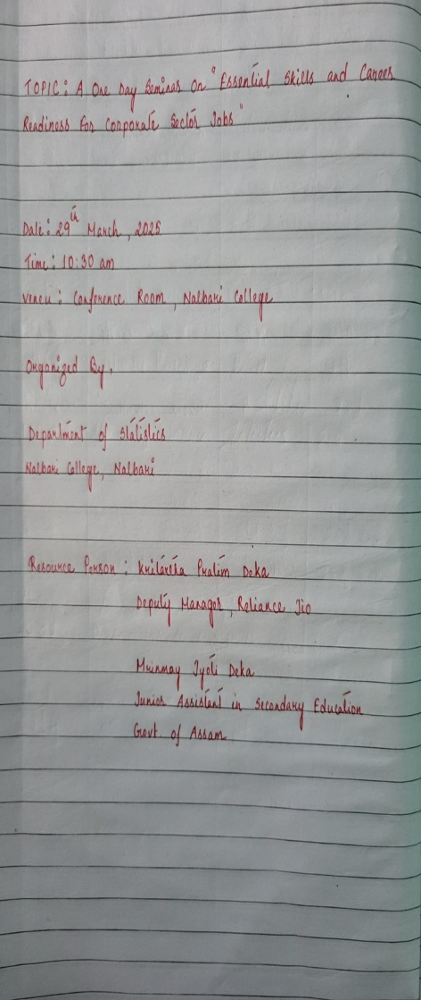 TOPIC: A One Day Seminar On "Essential Skills and Career
Readiness For Corporate Sector Jobs"
Date: 29th March, 2025
Time: 10:30 am
Venue: Conference Room, Nalbari College
Organized By,
Department of Statistics
Nalbari College, Nalbari
Resource Person: Kritartha Pratim Deka
Deputy Manager, Reliance Jio
Mrinmay Jyoti Deka
Junior Assistant in Secondary Education
Govt. of Assam